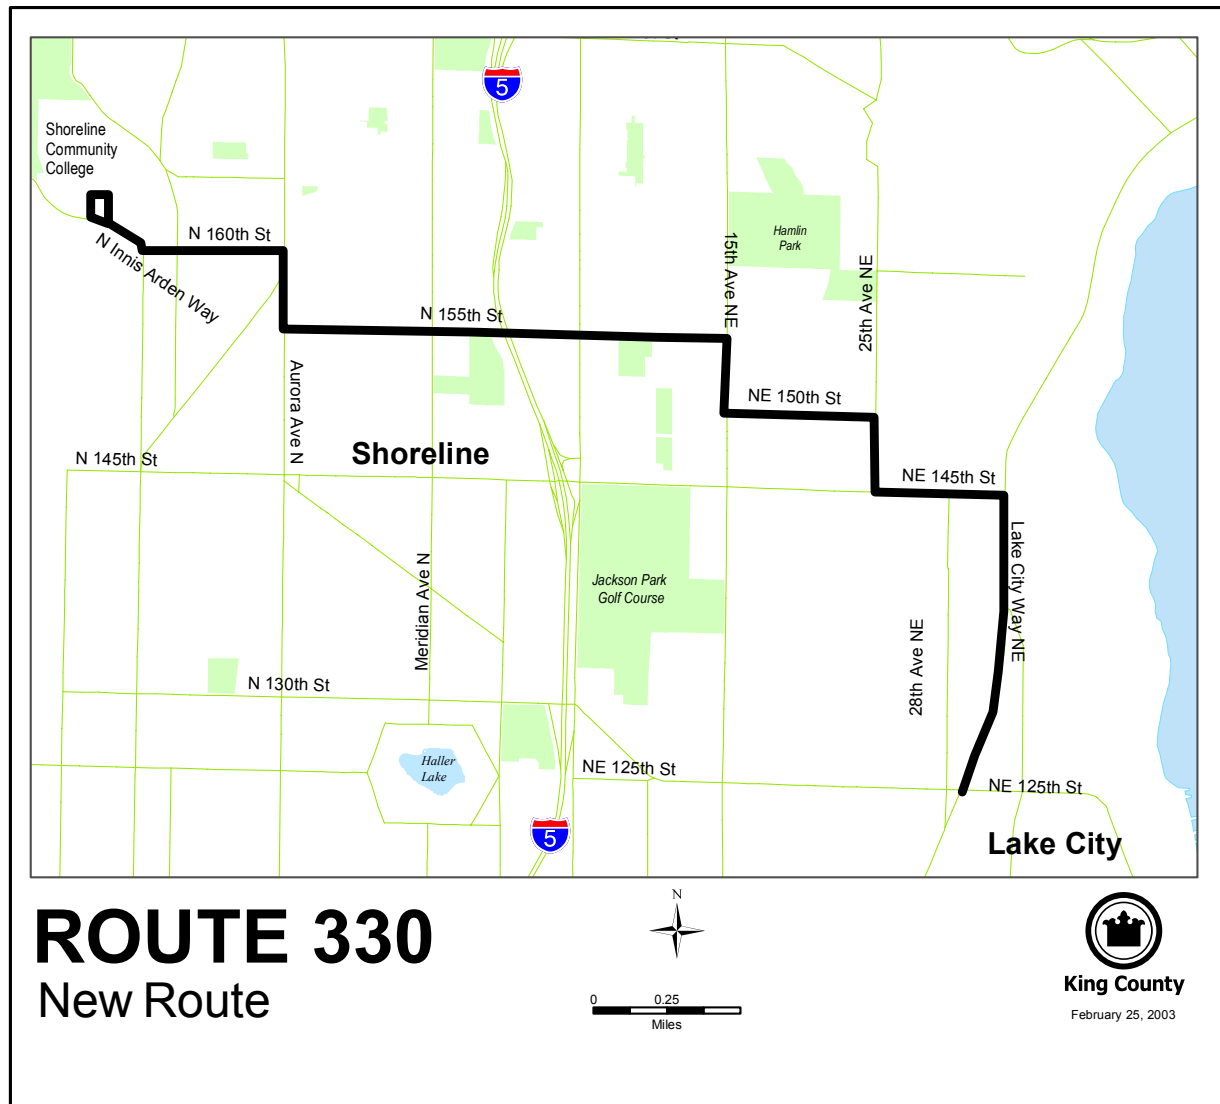 5
Shoreline
Community
College
N 160th St
N Innis Arden Way
Hamlin
Park
15th Ave NE
25th Ave NE
N 155th St
Aurora Ave N
NE 150th St
Shoreline
N 145th St
NE 145th St
Lake City Way NE
Jackson Park
Golf Course
Meridian Ave N
28th Ave NE
N 130th St
Haller
Lake
NE 125th St
NE 125th St
5
Lake City
ROUTE 330
New Route
N
0 0.25
Miles
King County
February 25, 2003